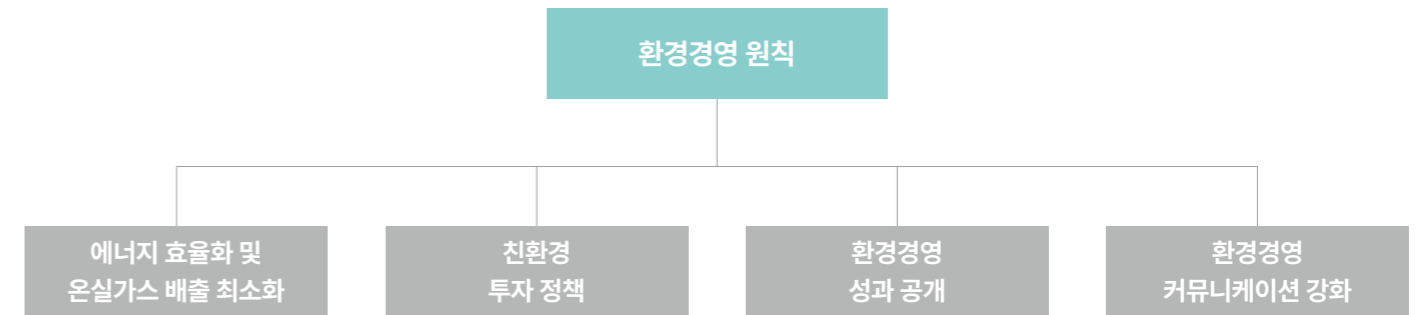 환경경영 원칙
에너지 효율화 및
온실가스 배출 최소화
친환경
투자 정책
환경경영
성과 공개
환경경영
커뮤니케이션 강화